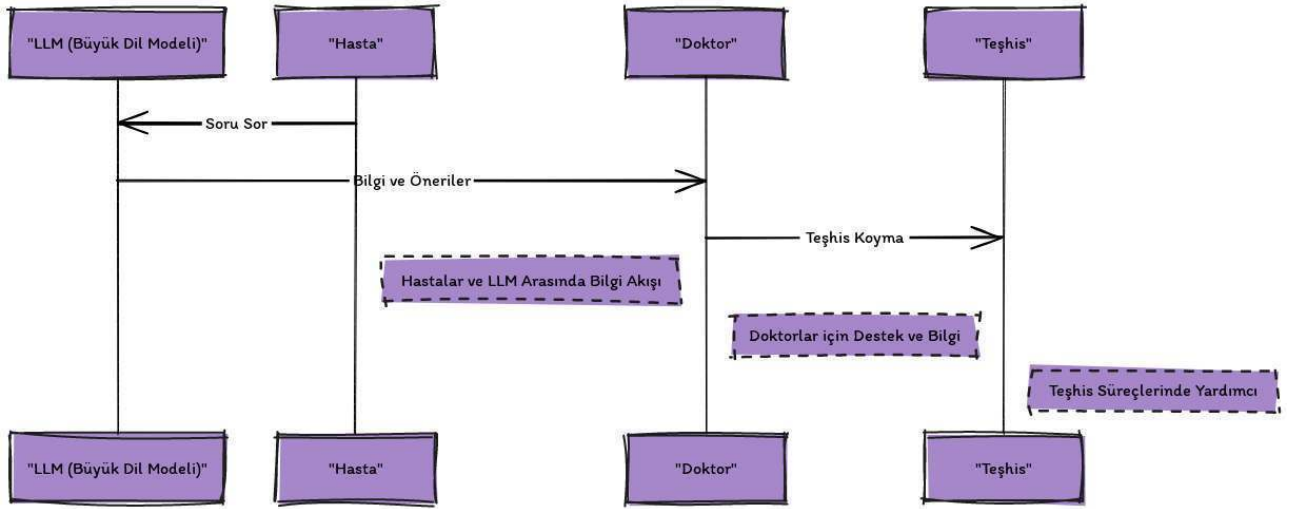 "LLM (Büyük Dil Modeli)"
"Hasta"
"Doktor"
"Teşhis"
Soru Sor
Bilgi ve Öneriler
Teşhis Koyma
Hastalar ve LLM Arasında Bilgi Akışı
Doktorlar için Destek ve Bilgi
Teşhis Süreçlerinde Yardımcı
"LLM (Büyük Dil Modeli)"
"Hasta"
"Doktor"
"Teşhis"